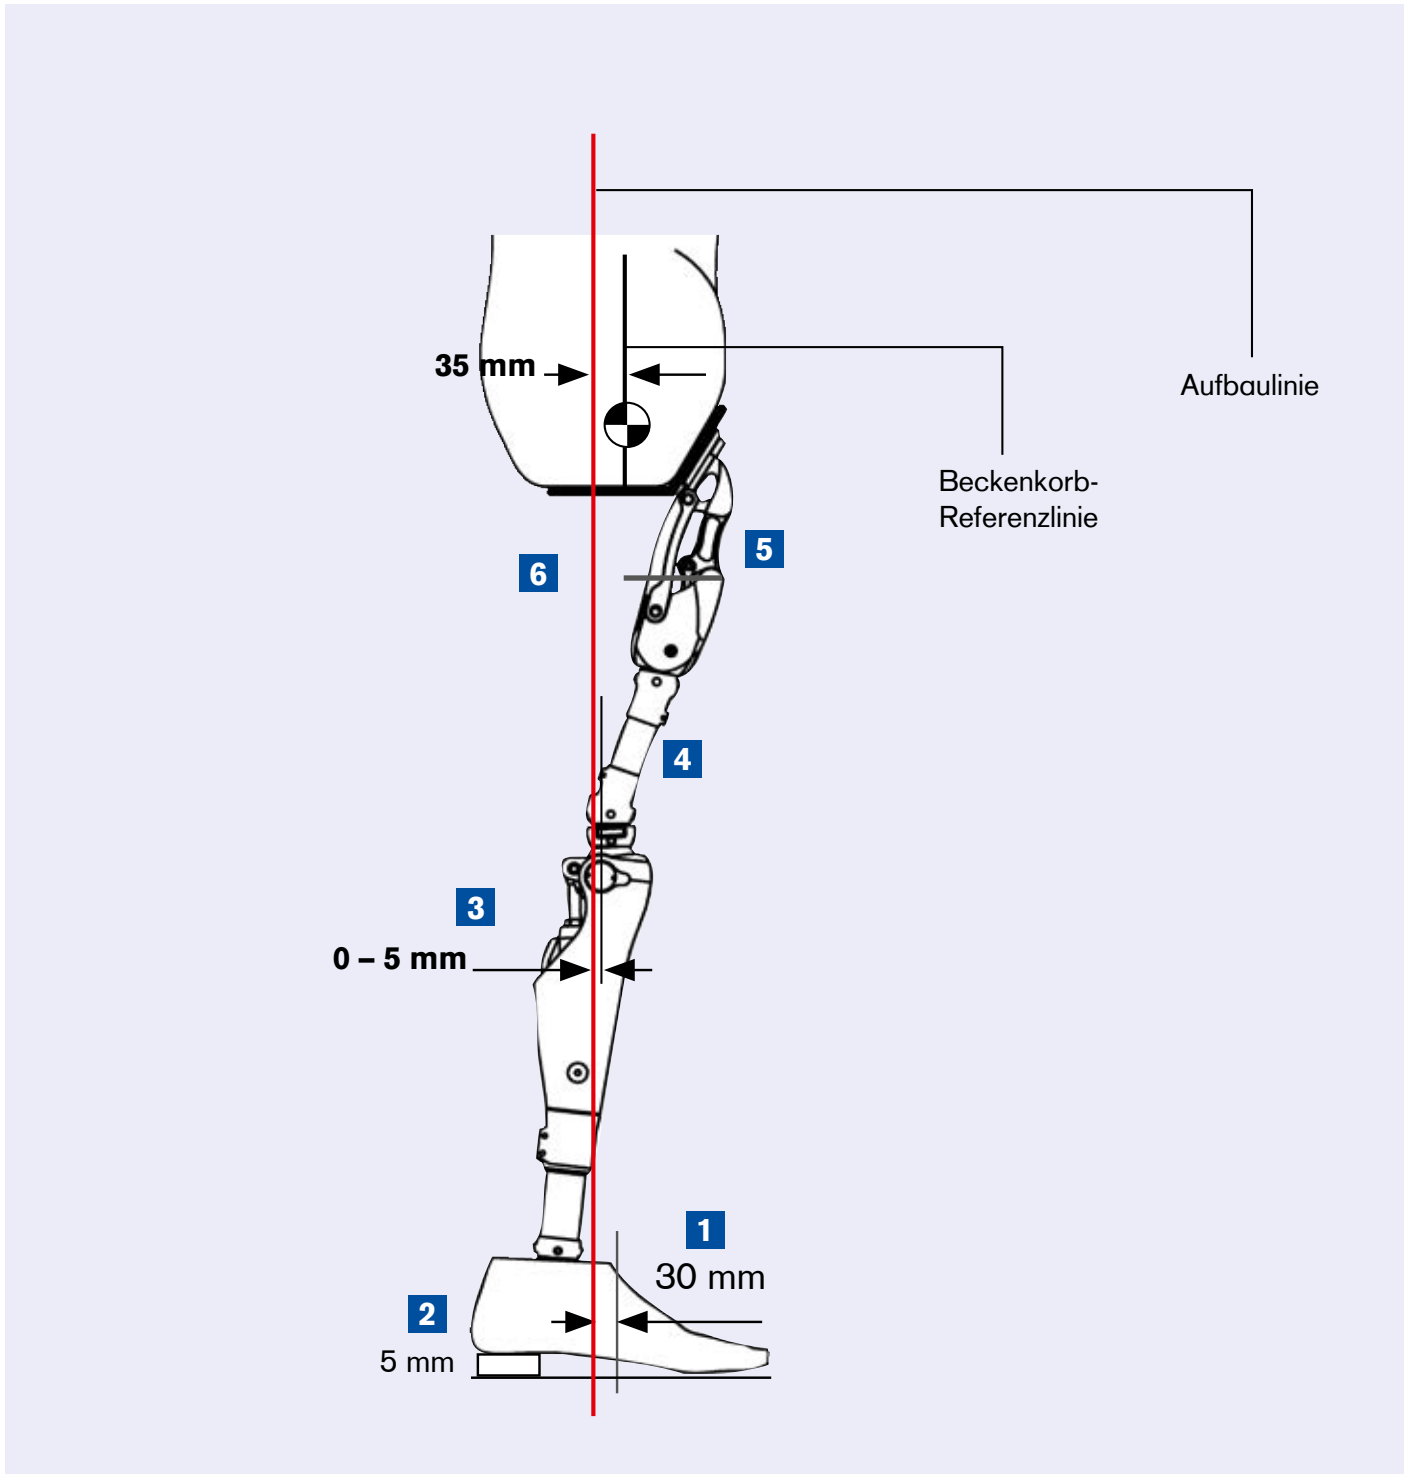 35 mm
Aufbaulinie
Beckenkorb-
Referenzlinie
5
6
4
3
0 – 5 mm
1
30 mm
2
5 mm